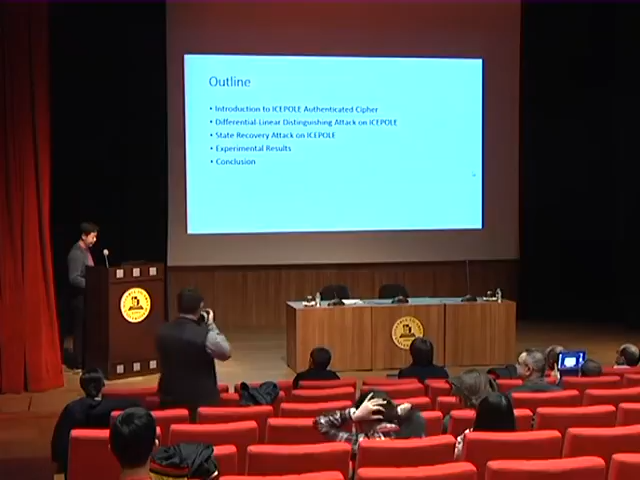 Outline
• Introduction to ICEPOLE Authenticated Cipher
• Differential-Linear Distinguishing Attack on ICEPOLE
• State Recovery Attack on ICEPOLE
• Experimental Results
• Conclusion